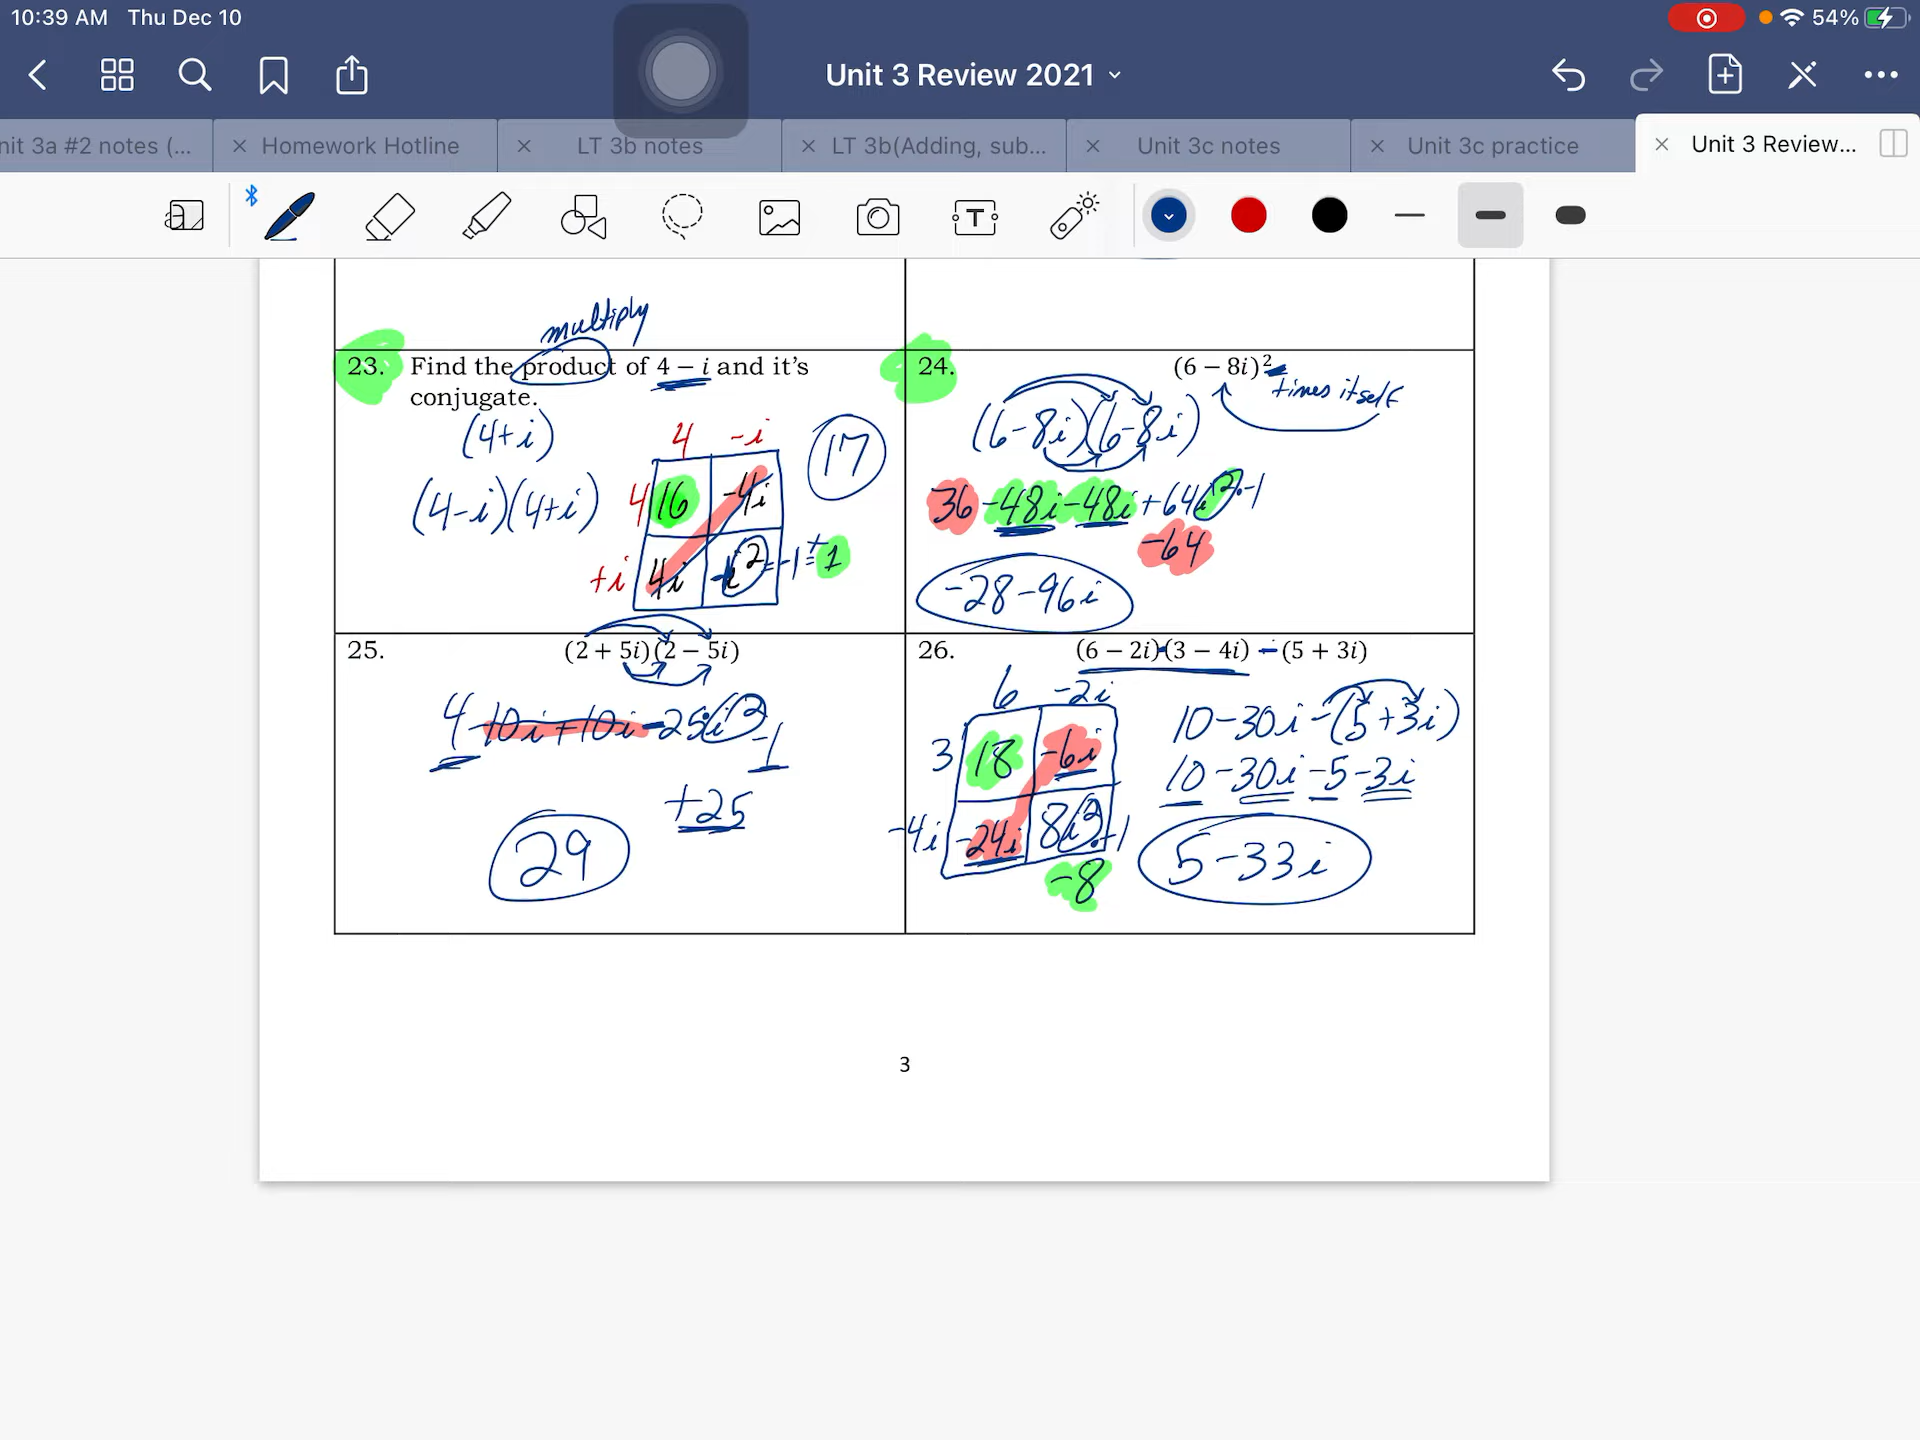 10:39 AM Thu Dec 10
54%
Unit 3 Review 2021
nit 3a #2 notes (...
Homework Hotline
LT 3b notes
LT 3b(Adding, sub...
Unit 3c notes
Unit 3c practice
Unit 3 Review...
multiply
23. Find the product of 4 − i and it's
conjugate.
(4+i)
(4-i)(4+i)
4 -i
4 16 -4i
+i 4i -i² = -1 = + 1
17
24. (6 − 8i)²
times itself
(6-8i)(6-8i)
36 -48i -48i +64i² · -1
-64
-28-96i
25. (2 + 5i)(2 − 5i)
4 -10i +10i -25 · i²
-1
+25
29
26. (6 − 2i)(3 − 4i) − (5 + 3i)
6 -2i
3 18 -6i
-4i -24i 8i² · -1
-8
10-30i-(5+3i)
10-30i-5-3i
5-33i
3